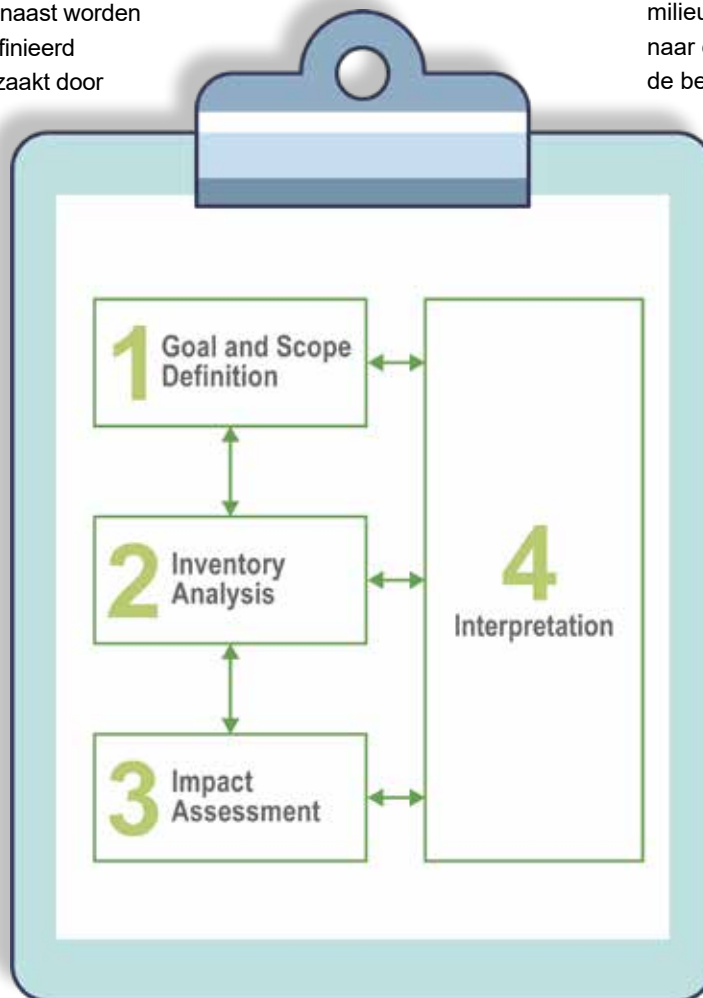 naast worden
finieerd
zaakt door
milieu
naar
de be
1 Goal and Scope
Definition
2 Inventory
Analysis
3 Impact
Assessment
4
Interpretation